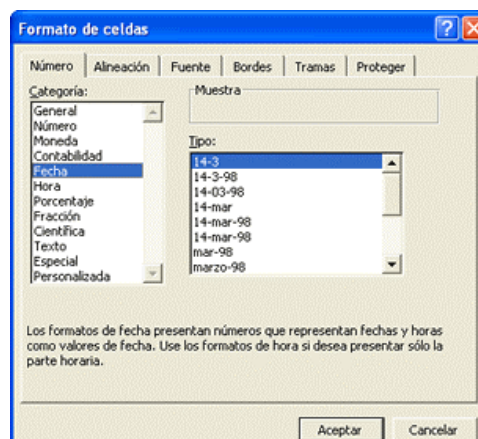 Formato de celdas
Número Alineación Fuente Bordes Tramas Proteger
Categoría:
General
Número
Moneda
Contabilidad
Fecha
Hora
Porcentaje
Fracción
Científica
Texto
Especial
Personalizada
Muestra
Tipo:
14-3
14-3-98
14-03-98
14-mar
14-mar-98
14-mar-98
mar-98
marzo-98
Los formatos de fecha presentan números que representan fechas y horas
como valores de fecha. Use los formatos de hora si desea presentar sólo la
parte horaria.
Aceptar Cancelar